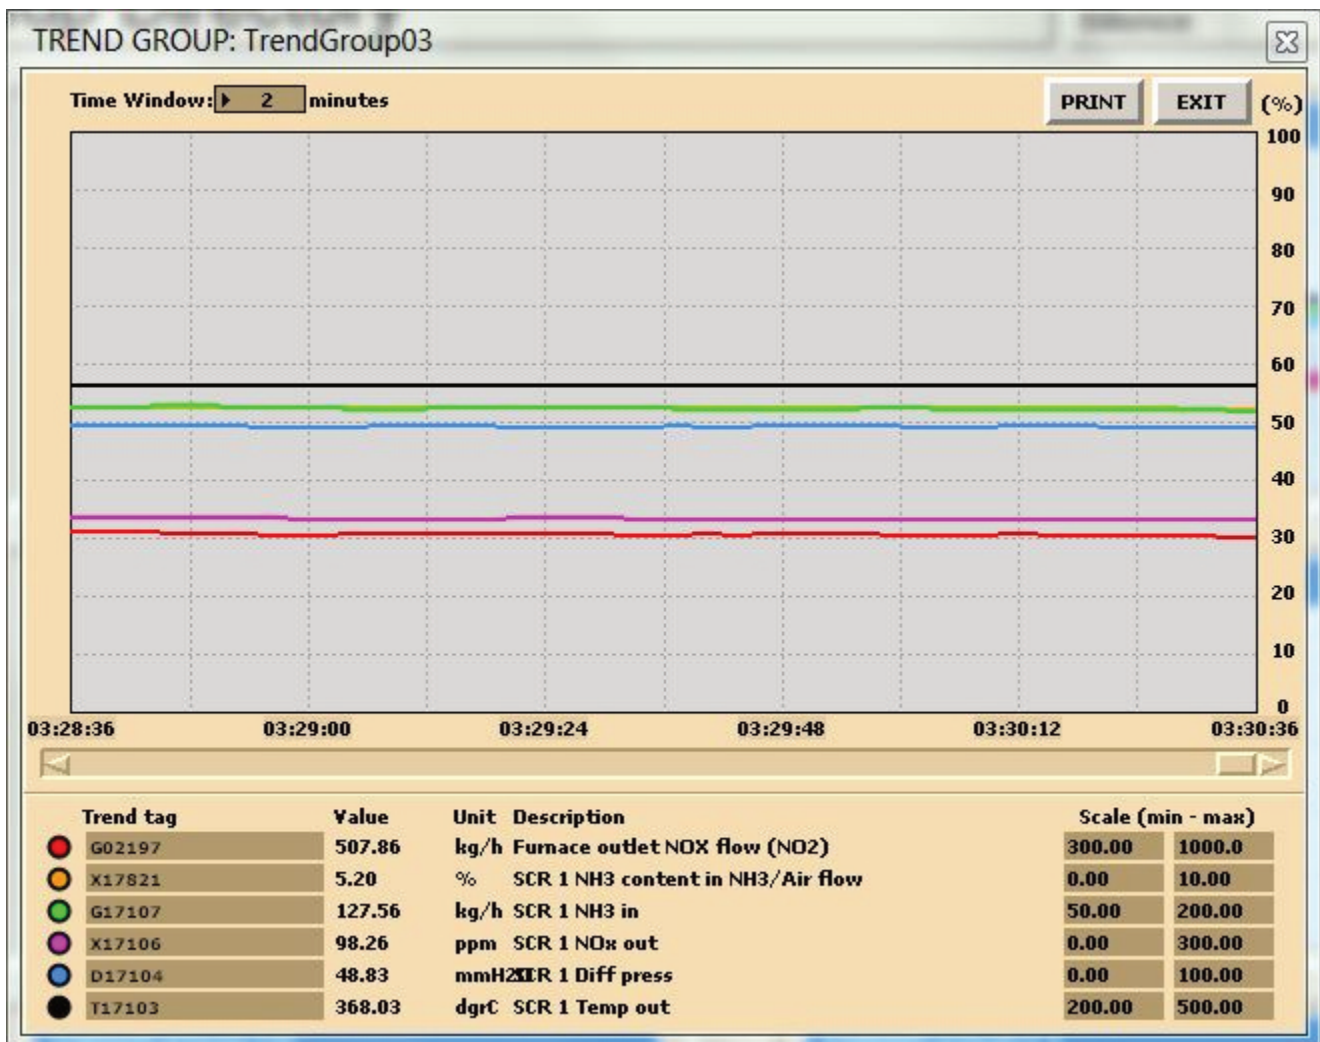 Silence
TREND GROUP: TrendGroup03
Time Window: 2 minutes
PRINT EXIT (%)
100
90
80
70
60
50
40
30
20
10
0
03:28:36 03:29:00 03:29:24 03:29:48 03:30:12 03:30:36
Trend tag Value Unit Description Scale (min - max)
G02197 507.86 kg/h Furnace outlet NOX flow (NO2) 300.00 1000.0
X17821 5.20 % SCR 1 NH3 content in NH3/Air flow 0.00 10.00
G17107 127.56 kg/h SCR 1 NH3 in 50.00 200.00
X17106 98.26 ppm SCR 1 NOx out 0.00 300.00
D17104 48.83 SCR 1 Diff press 0.00 100.00
T17103 368.03 dgrC SCR 1 Temp out 200.00 500.00